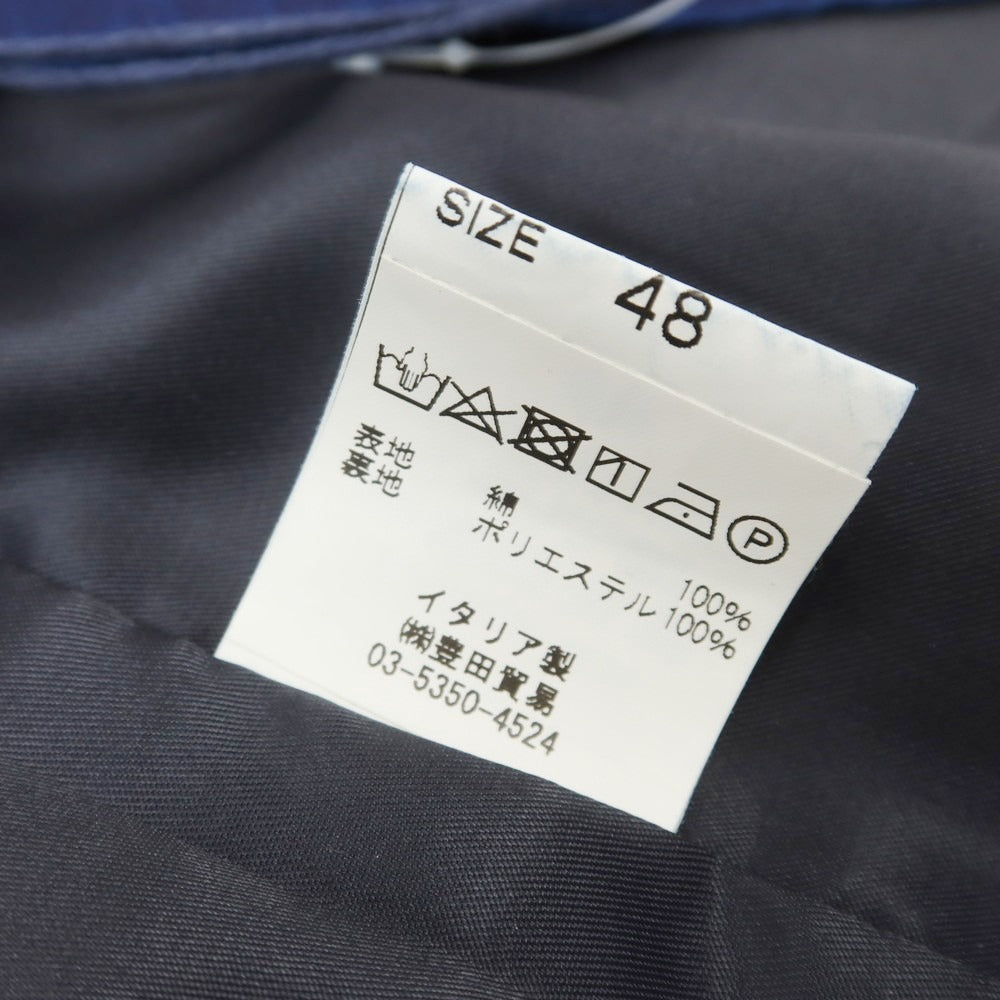 SIZE 48
P
表地 綿 100%
裏地 ポリエステル 100%
イタリア製
㈱豊田貿易
03-5350-4524